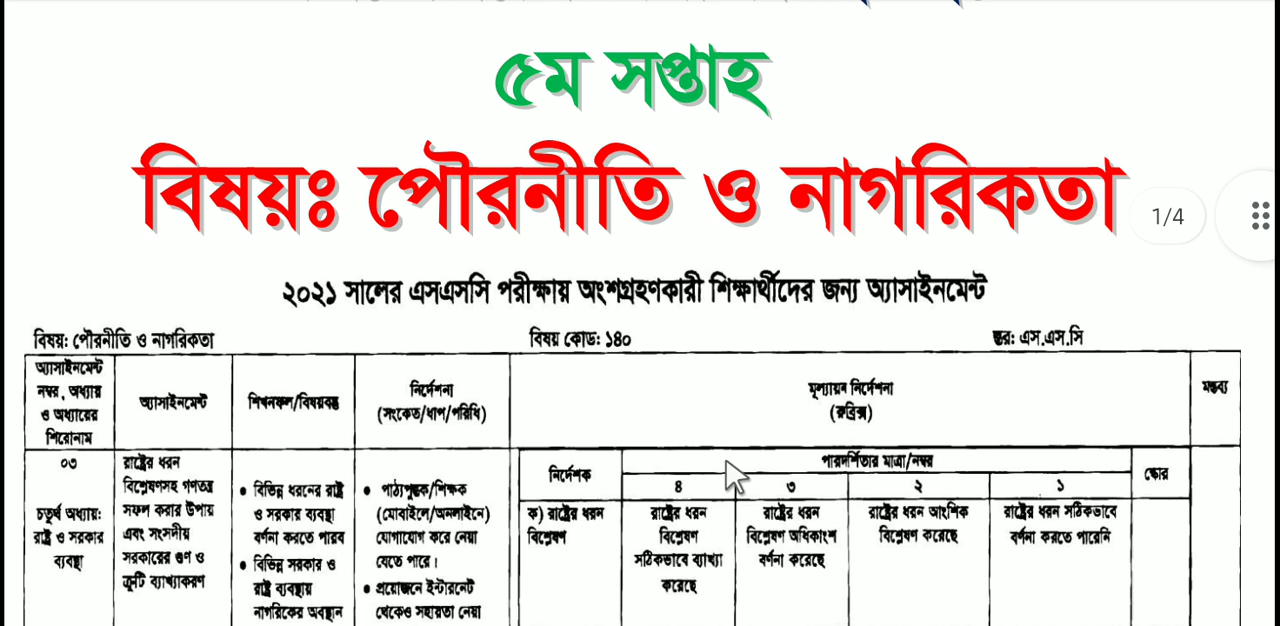 ৫ম সপ্তাহ
বিষয়ঃ পৌরনীতি ও নাগরিকতা
1/4
২০২১ সালের এসএসসি পরীক্ষায় অংশগ্রহণকারী শিক্ষার্থীদের জন্য অ্যাসাইনমেন্ট
বিষয়: পৌরনীতি ও নাগরিকতা
বিষয় কোড: ১৪০
স্তর: এস.এস.সি
অ্যাসাইনমেন্ট
নম্বর, অধ্যায়
ও অধ্যায়ের
শিরোনাম
অ্যাসাইনমেন্ট
শিখনফল/বিষয়বস্তু
নির্দেশনা
(সংকেত/ধাপ/পরিধি)
মূল্যায়ন নির্দেশনা
(রুব্রিক্স)
মন্তব্য
০৩
চতুর্থ অধ্যায়:
রাষ্ট্র ও সরকার
ব্যবস্থা
রাষ্ট্রের ধরন
বিশ্লেষণসহ গণতন্ত্র
সফল করার উপায়
এবং সংসদীয়
সরকারের গুণ ও
ত্রুটি ব্যাখ্যাকরণ
• বিভিন্ন ধরনের রাষ্ট্র
ও সরকার ব্যবস্থা
বর্ণনা করতে পারব
• বিভিন্ন সরকার ও
রাষ্ট্র ব্যবস্থায়
নাগরিকের অবস্থান
• পাঠ্যপুস্তক/শিক্ষক
(মোবাইলে/অনলাইনে)
যোগাযোগ করে নেয়া
যেতে পারে।
• প্রয়োজনে ইন্টারনেট
থেকেও সহায়তা নেয়া
নির্দেশক
পারদর্শিতার মাত্রা/নম্বর
স্কোর
৪
৩
২
১
ক) রাষ্ট্রের ধরন
বিশ্লেষণ
রাষ্ট্রের ধরন
বিশ্লেষণ
সঠিকভাবে ব্যাখ্যা
করেছে
রাষ্ট্রের ধরন
বিশ্লেষণ অধিকাংশ
বর্ণনা করেছে
রাষ্ট্রের ধরন আংশিক
বিশ্লেষণ করেছে
রাষ্ট্রের ধরন সঠিকভাবে
বর্ণনা করতে পারেনি